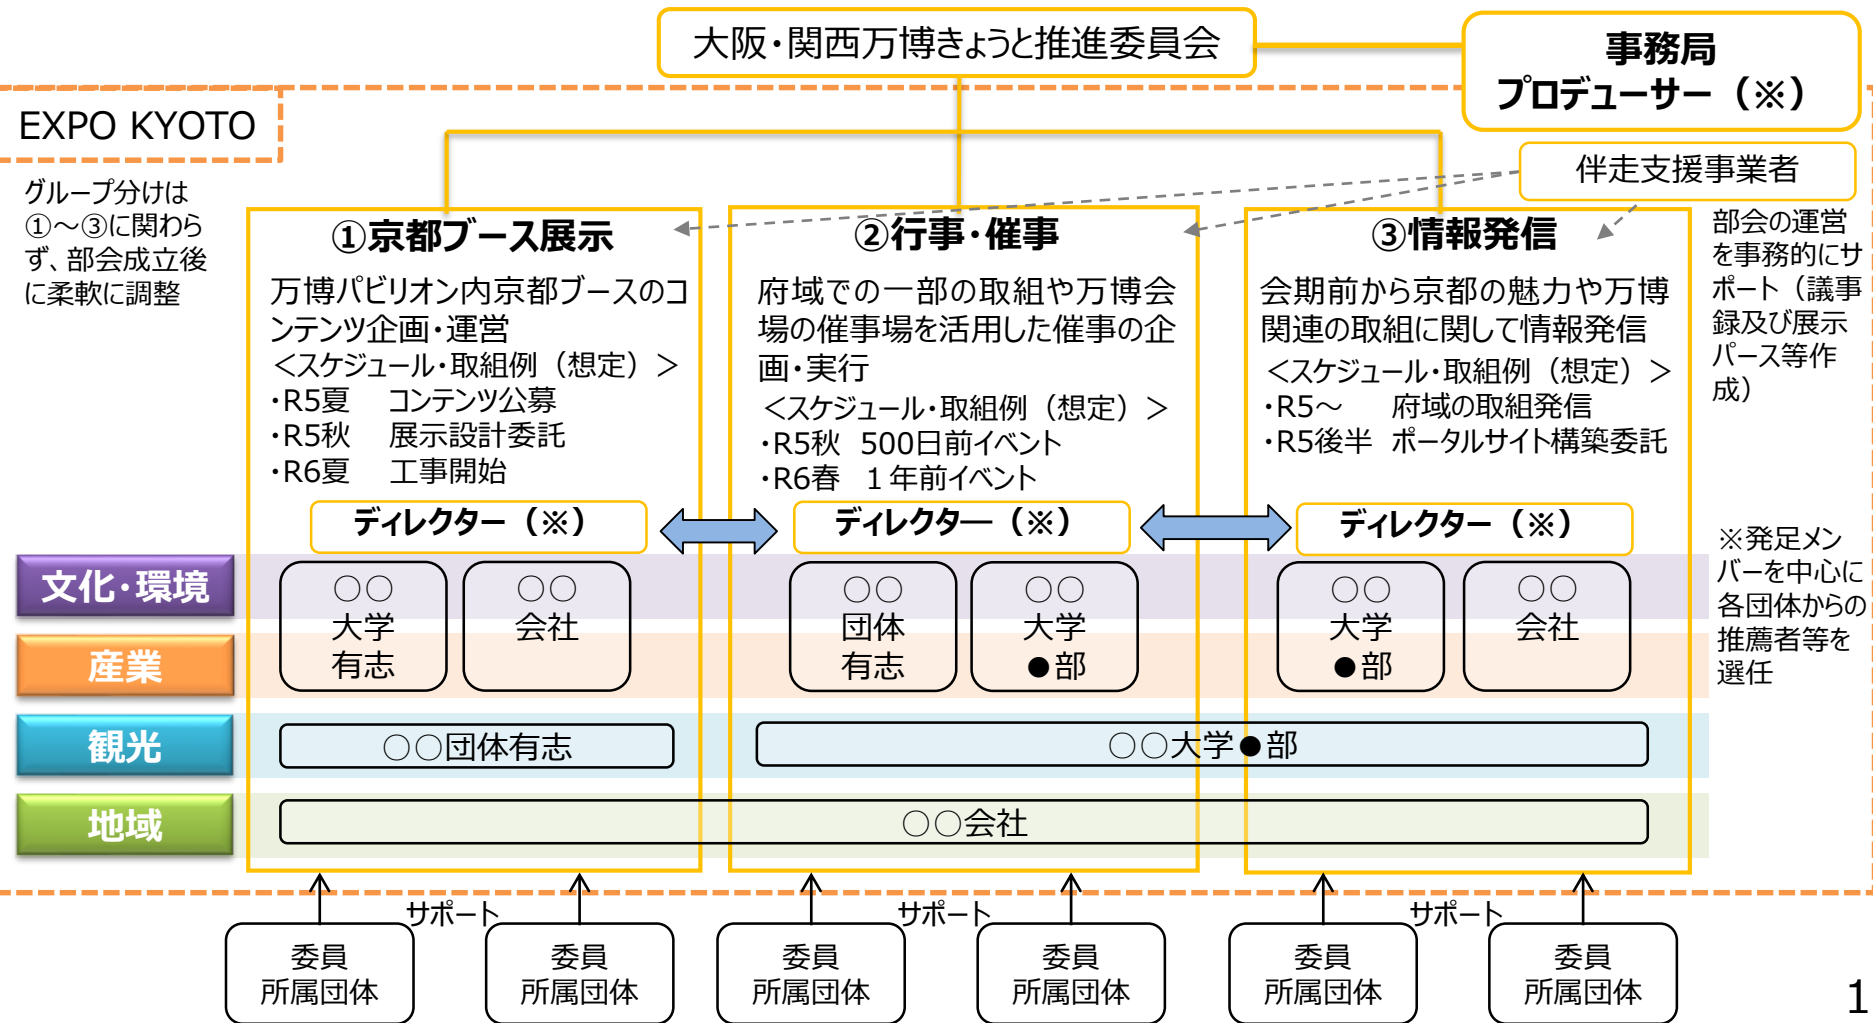 大阪・関西万博きょうと推進委員会
事務局
プロデューサー（※）
EXPO KYOTO
伴走支援事業者
グループ分けは
①～③に関わら
ず、部会成立後
に柔軟に調整
①京都ブース展示
万博パビリオン内京都ブースのコ
ンテンツ企画・運営
＜スケジュール・取組例（想定）＞
・R5夏　コンテンツ公募
・R5秋　展示設計委託
・R6夏　工事開始
ディレクター（※）
②行事・催事
府域での一部の取組や万博会
場の催事場を活用した催事の企
画・実行
＜スケジュール・取組例（想定）＞
・R5秋　500日前イベント
・R6春　１年前イベント
ディレクター（※）
③情報発信
会期前から京都の魅力や万博
関連の取組に関して情報発信
＜スケジュール・取組例（想定）＞
・R5～　府域の取組発信
・R5後半　ポータルサイト構築委託
ディレクター（※）
部会の運営
を事務的にサ
ポート（議事
録及び展示
パース等作
成）
※発足メン
バーを中心に
各団体からの
推薦者等を
選任
文化・環境
産業
観光
地域
○○
大学
有志
○○
会社
○○
団体
有志
○○
大学
●部
○○
大学
●部
○○
会社
○○団体有志
○○大学●部
○○会社
サポート
サポート
サポート
委員
所属団体
委員
所属団体
委員
所属団体
委員
所属団体
委員
所属団体
委員
所属団体
1